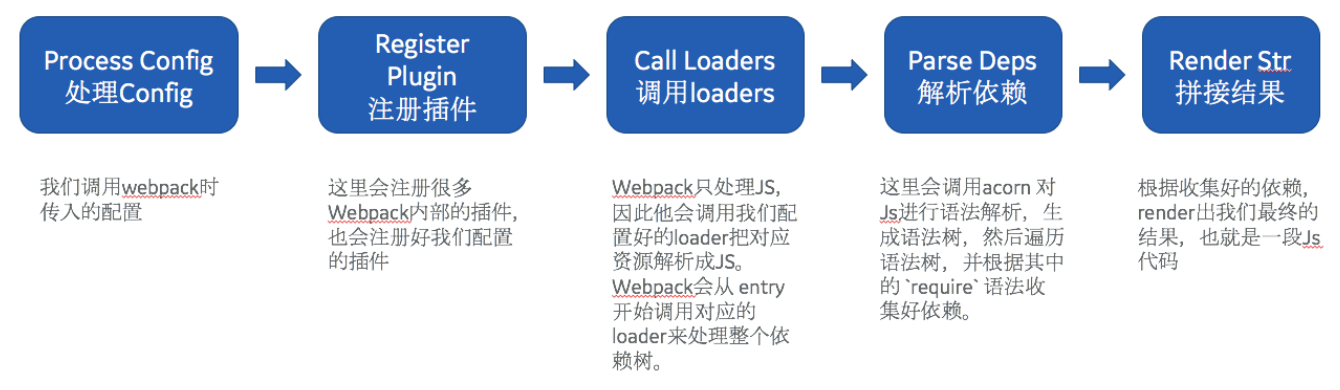 Process Config
处理Config
Register
Plugin
注册插件
Call Loaders
调用loaders
Parse Deps
解析依赖
Render Str
拼接结果
我们调用webpack时
传入的配置
这里会注册很多
Webpack内部的插件，
也会注册好我们配置
的插件
Webpack只处理JS，
因此他会调用我们配
置好的loader把对应
资源解析成JS。
Webpack会从 entry
开始调用对应的
loader来处理整个依
赖树。
这里会调用acorn 对
Js进行语法解析，生
成语法树，然后遍历
语法树，并根据其中
的 `require` 语法收
集好依赖。
根据收集好的依赖，
render出我们最终的
结果，也就是一段Js
代码